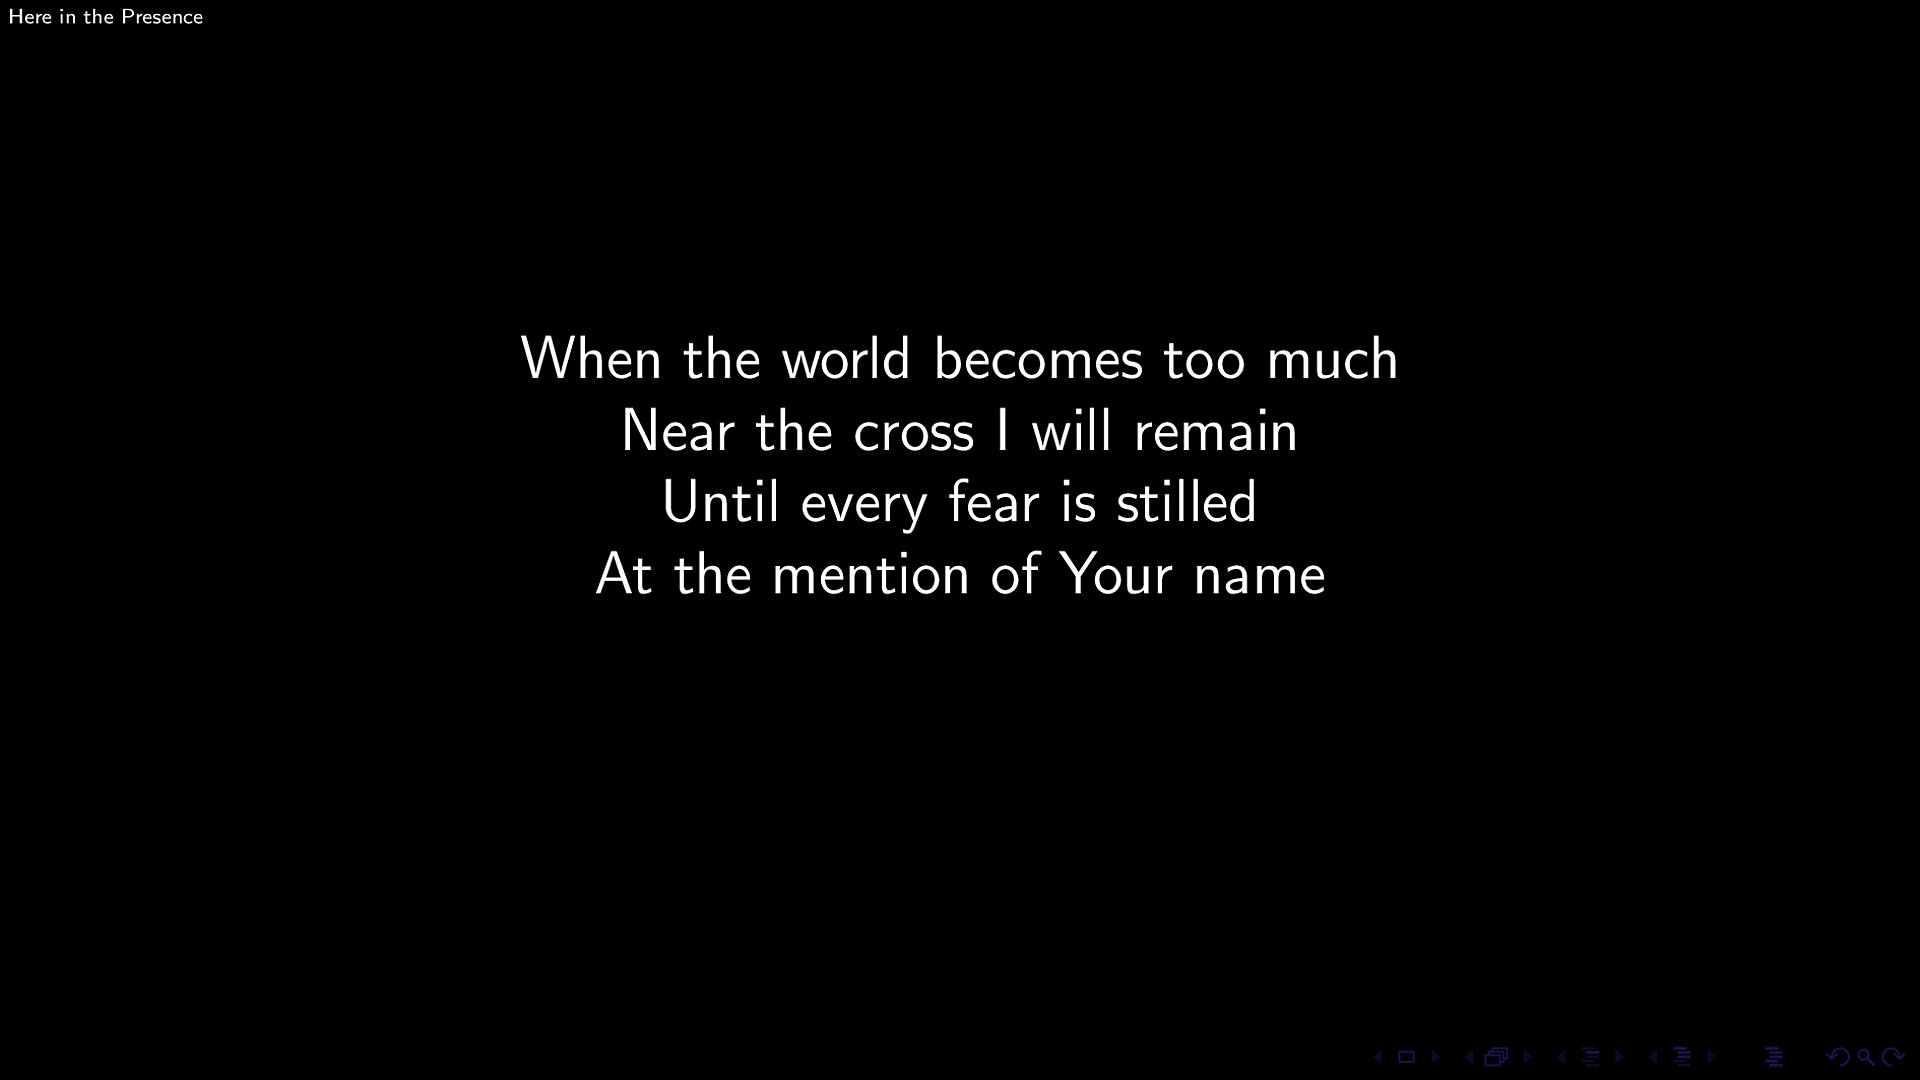 Here in the Presence
When the world becomes too much
Near the cross I will remain
Until every fear is stilled
At the mention of Your name